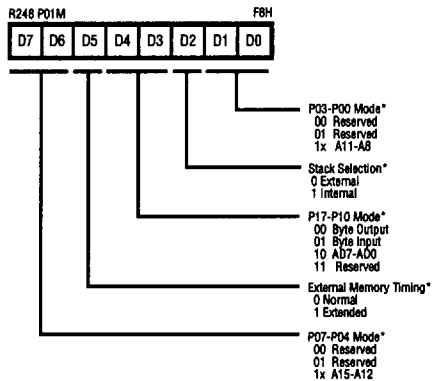 R248 P01M F8H
D7 D6 D5 D4 D3 D2 D1 D0
P03-P00 Mode*
00 Reserved
01 Reserved
1x A11-A8
Stack Selection*
0 External
1 Internal
P17-P10 Mode*
00 Byte Output
01 Byte Input
10 AD7-AD0
11 Reserved
External Memory Timing*
0 Normal
1 Extended
P07-P04 Mode*
00 Reserved
01 Reserved
1x A15-A12